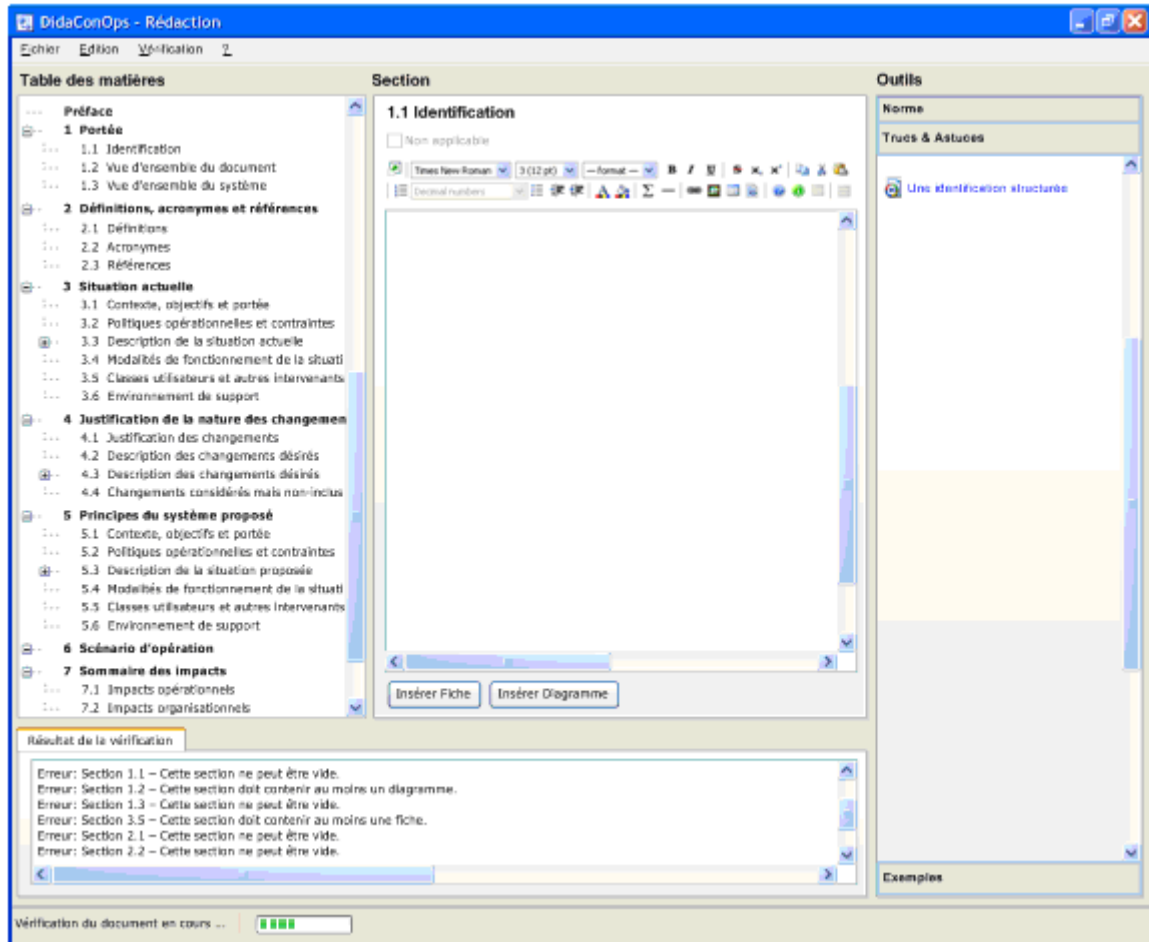 DidaConOps - Rédaction
Fichier Edition Vérification ?
Table des matières
Préface
1 Portée
1.1 Identification
1.2 Vue d'ensemble du document
1.3 Vue d'ensemble du système
2 Définitions, acronymes et références
2.1 Définitions
2.2 Acronymes
2.3 Références
3 Situation actuelle
3.1 Contexte, objectifs et portée
3.2 Politiques opérationnelles et contraintes
3.3 Description de la situation actuelle
3.4 Modalités de fonctionnement de la situati
3.5 Classes utilisateurs et autres intervenants
3.6 Environnement de support
4 Justification de la nature des changemen
4.1 Justification des changements
4.2 Description des changements désirés
4.3 Description des changements désirés
4.4 Changements considérés mais non-inclus
5 Principes du système proposé
5.1 Contexte, objectifs et portée
5.2 Politiques opérationnelles et contraintes
5.3 Description de la situation proposée
5.4 Modalités de fonctionnement de la situati
5.5 Classes utilisateurs et autres intervenants
5.6 Environnement de support
6 Scénario d'opération
7 Sommaire des impacts
7.1 Impacts opérationnels
7.2 Impacts organisationnels
Section
1.1 Identification
Non applicable
Times New Roman 3 (12 pt) — format — B I U S x, x'
Decimal numbers
Insérer Fiche Insérer Diagramme
Outils
Norme
Trucs & Astuces
Une identification structurée
Exemples
Résultat de la vérification
Erreur: Section 1.1 – Cette section ne peut être vide.
Erreur: Section 1.2 – Cette section doit contenir au moins un diagramme.
Erreur: Section 1.3 – Cette section ne peut être vide.
Erreur: Section 3.5 – Cette section doit contenir au moins une fiche.
Erreur: Section 2.1 – Cette section ne peut être vide.
Erreur: Section 2.2 – Cette section ne peut être vide.
Vérification du document en cours ...